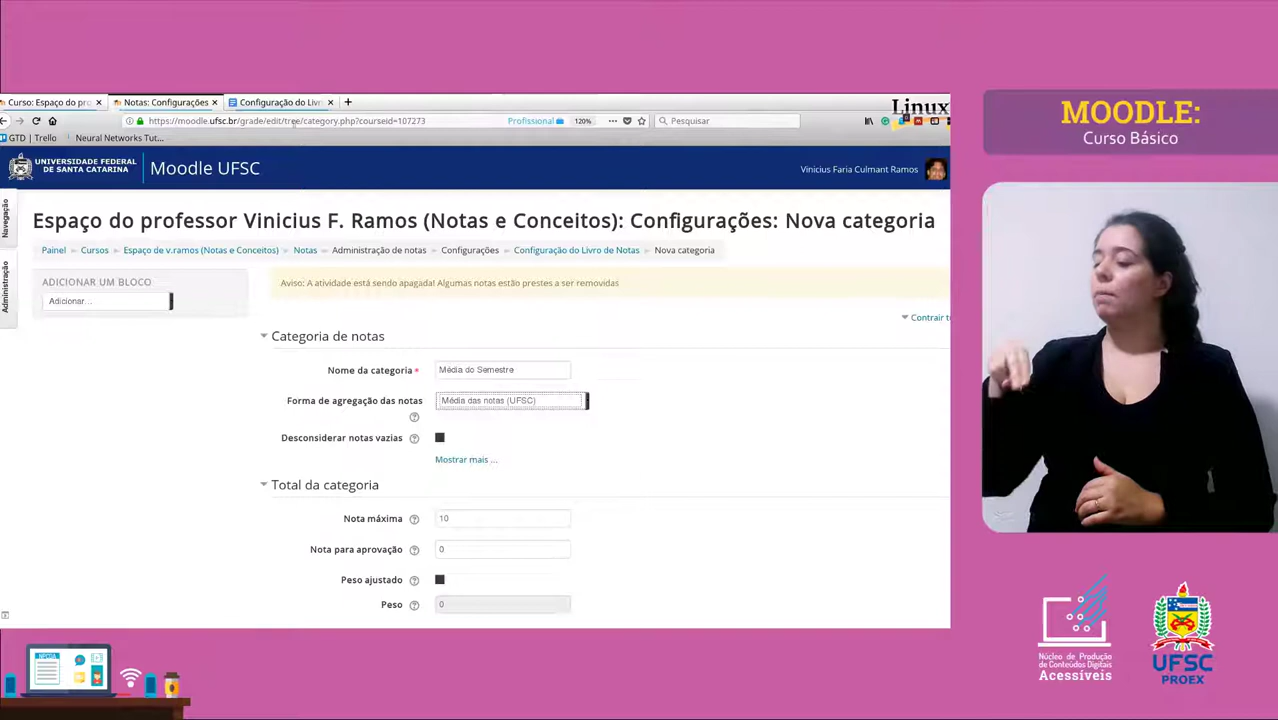 Curso: Espaço do pro
Notas: Configurações
Configuração do Livr
Linux
https://moodle.ufsc.br/grade/edit/tree/category.php?courseid=107273
Profissional
120%
Pesquisar
GTD | Trello
Neural Networks Tut...
UNIVERSIDADE FEDERAL
DE SANTA CATARINA
Moodle UFSC
Vinicius Faria Culmant Ramos
Navegação
Administração
Espaço do professor Vinicius F. Ramos (Notas e Conceitos): Configurações: Nova categoria
Painel Cursos Espaço de v.ramos (Notas e Conceitos) Notas Administração de notas Configurações Configuração do Livro de Notas Nova categoria
ADICIONAR UM BLOCO
Adicionar...
Aviso: A atividade está sendo apagada! Algumas notas estão prestes a ser removidas
Contrair t
Categoria de notas
Nome da categoria *
Média do Semestre
Forma de agregação das notas
Média das notas (UFSC)
Desconsiderar notas vazias
Mostrar mais ...
Total da categoria
Nota máxima
10
Nota para aprovação
0
Peso ajustado
Peso
0
MOODLE:
Curso Básico
Núcleo de Produção
de Conteúdos Digitais
Acessíveis
UFSC
PROEX